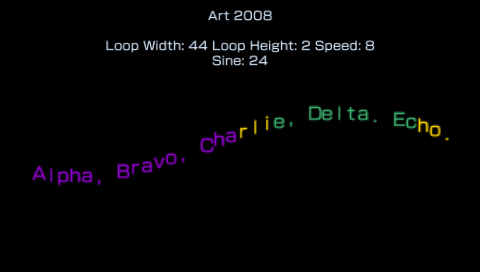 Art 2008
Loop Width: 44 Loop Height: 2 Speed: 8
Sine: 24
Alpha, Bravo, Charlie, Delta. Echo.